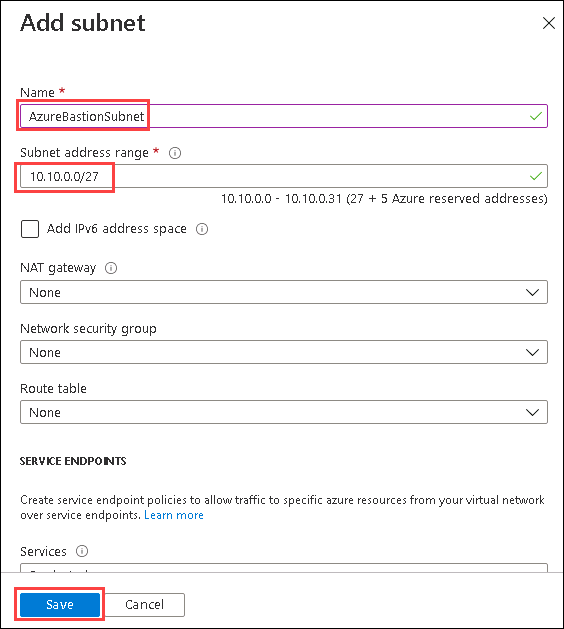 Add subnet
Name *
AzureBastionSubnet
Subnet address range *
10.10.0.0/27
10.10.0.0 - 10.10.0.31 (27 + 5 Azure reserved addresses)
Add IPv6 address space
NAT gateway
None
Network security group
None
Route table
None
SERVICE ENDPOINTS
Create service endpoint policies to allow traffic to specific azure resources from your virtual network
over service endpoints. Learn more
Services
Save Cancel